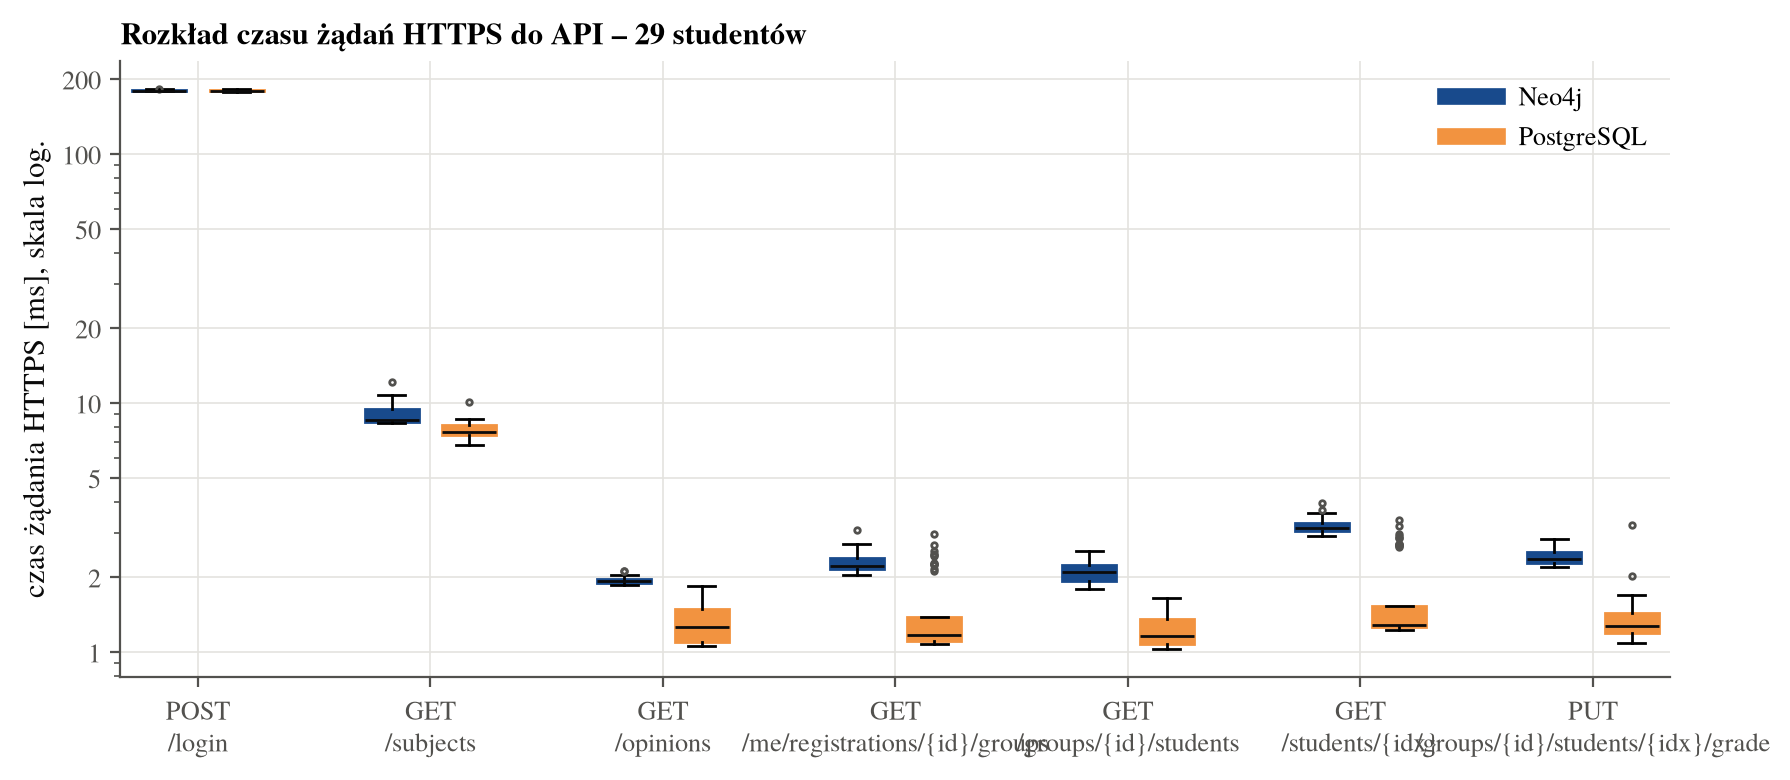 Rozkład czasu żądań HTTPS do API – 29 studentów
czas żądania HTTPS [ms], skala log.
200
100
50
20
10
5
2
1
Neo4j
PostgreSQL
POST
/login
GET
/subjects
GET
/opinions
GET
/me/registrations/{id}/groups
GET
/groups/{id}/students
GET
/students/{idx}
PUT
/groups/{id}/students/{idx}/grade